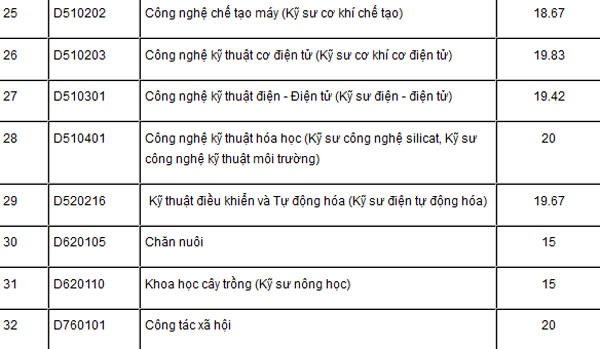 25 D510202 Công nghệ chế tạo máy (Kỹ sư cơ khí chế tạo) 18.67
26 D510203 Công nghệ kỹ thuật cơ điện tử (Kỹ sư cơ khí cơ điện tử) 19.83
27 D510301 Công nghệ kỹ thuật điện - Điện tử (Kỹ sư điện - điện tử) 19.42
28 D510401 Công nghệ kỹ thuật hóa học (Kỹ sư công nghệ silicat, Kỹ sư 20
công nghệ kỹ thuật môi trường)
29 D520216 Kỹ thuật điều khiển và Tự động hóa (Kỹ sư điện tự động hóa) 19.67
30 D620105 Chăn nuôi 15
31 D620110 Khoa học cây trồng (Kỹ sư nông học) 15
32 D760101 Công tác xã hội 20